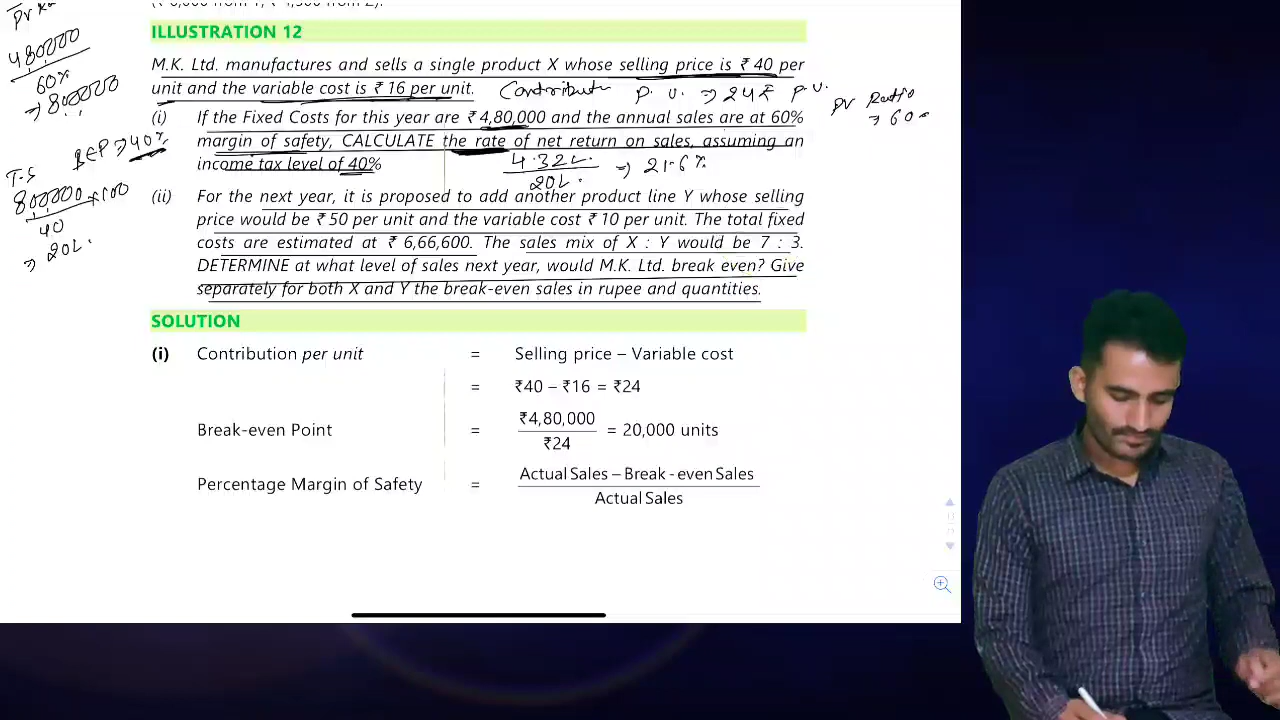 ILLUSTRATION 12
M.K. Ltd. manufactures and sells a single product X whose selling price is ₹ 40 per
unit and the variable cost is ₹ 16 per unit.
P. U. ⇒ 24₹ P. U.
PV Ratio
⇒ 60%
(i) If the Fixed Costs for this year are ₹ 4,80,000 and the annual sales are at 60%
margin of safety, CALCULATE the rate of net return on sales, assuming an
income tax level of 40%
4.32L.
20L.
⇒ 21.6%
480000
60%
⇒ 800000
BEP ⇒ 40%
T.S
800000 × 100
40
⇒ 20L.
(ii) For the next year, it is proposed to add another product line Y whose selling
price would be ₹ 50 per unit and the variable cost ₹ 10 per unit. The total fixed
costs are estimated at ₹ 6,66,600. The sales mix of X : Y would be 7 : 3.
DETERMINE at what level of sales next year, would M.K. Ltd. break even? Give
separately for both X and Y the break-even sales in rupee and quantities.
SOLUTION
(i) Contribution per unit = Selling price – Variable cost
= ₹40 – ₹16 = ₹24
Break-even Point = ₹4,80,000 / ₹24 = 20,000 units
Percentage Margin of Safety = Actual Sales – Break - even Sales / Actual Sales